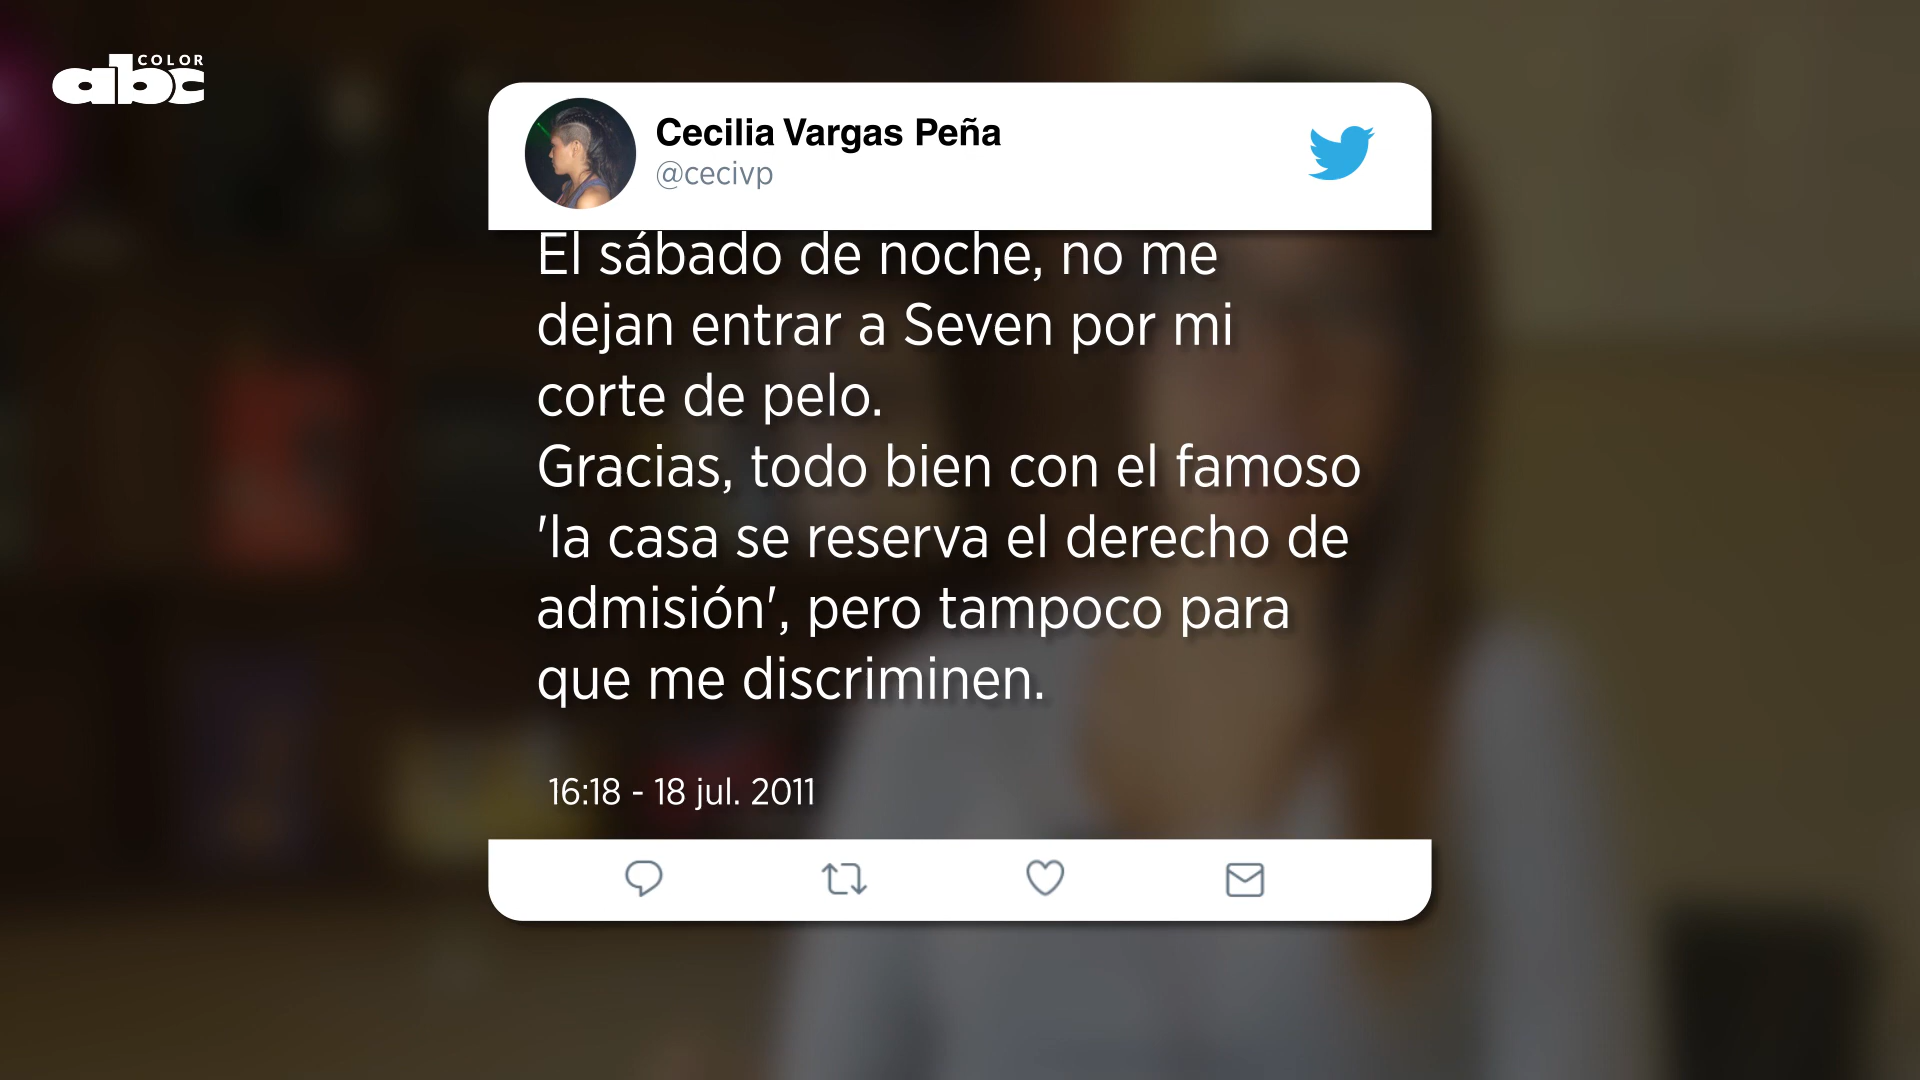 COLOR
abc
Cecilia Vargas Peña
@cecivp
El sábado de noche, no me
dejan entrar a Seven por mi
corte de pelo.
Gracias, todo bien con el famoso
'la casa se reserva el derecho de
admisión', pero tampoco para
que me discriminen.
16:18 - 18 jul. 2011